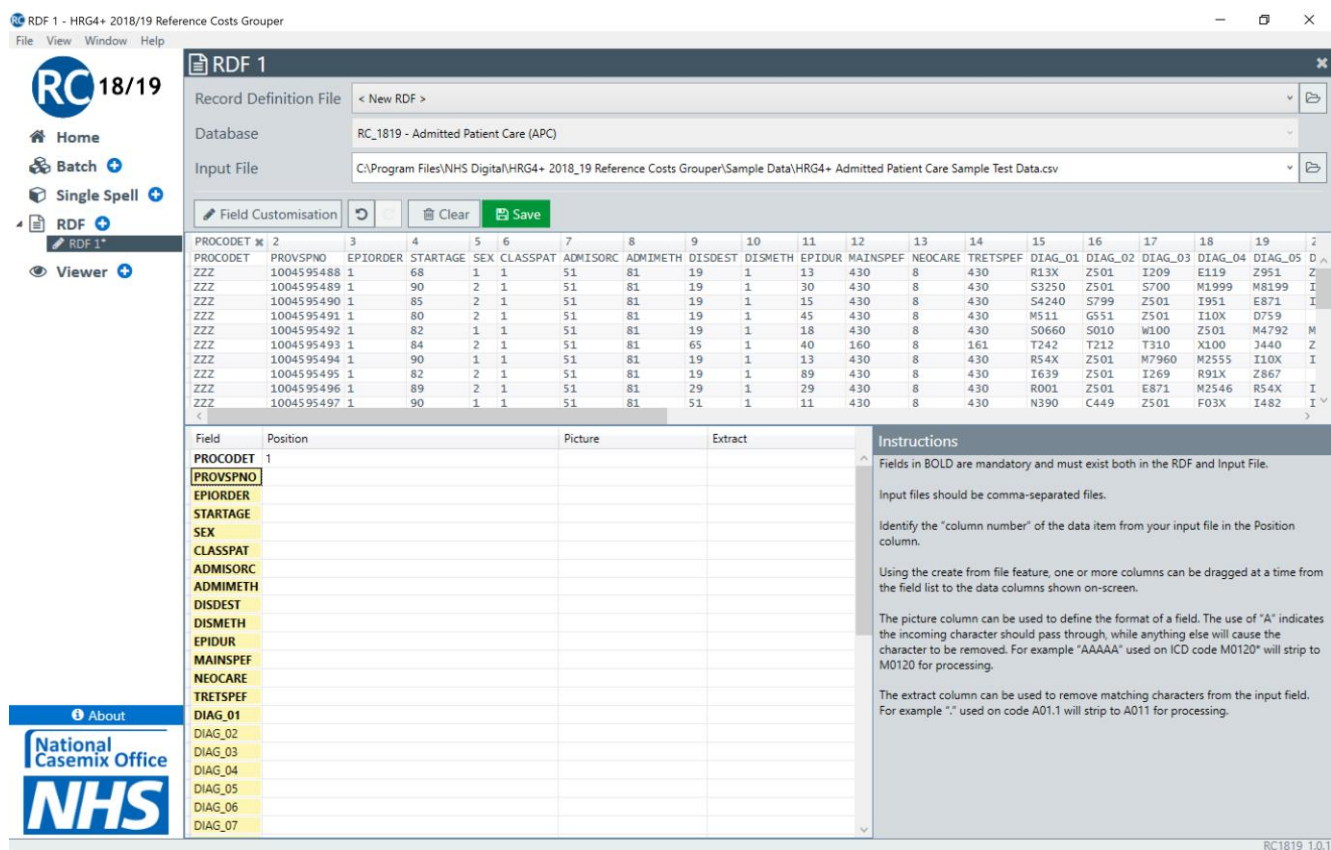 RDF 1 - HRG4+ 2018/19 Reference Costs Grouper
File View Window Help
RC 18/19
Home
Batch
Single Spell
RDF
RDF 1*
Viewer
About
National
Casemix Office
NHS
RDF 1
Record Definition File < New RDF >
Database RC_1819 - Admitted Patient Care (APC)
Input File C:\Program Files\NHS Digital\HRG4+ 2018_19 Reference Costs Grouper\Sample Data\HRG4+ Admitted Patient Care Sample Test Data.csv
Field Customisation Clear Save
PROCODET 2 3 4 5 6 7 8 9 10 11 12 13 14 15 16 17 18 19 2
PROCODET PROVSPNO EPIORDER STARTAGE SEX CLASSPAT ADMISORC ADMIMETH DISDEST DISMETH EPIDUR MAINSPEF NEOCARE TRETSPEF DIAG_01 DIAG_02 DIAG_03 DIAG_04 DIAG_05 D
ZZZ 1004595488 1 68 1 1 51 81 19 1 13 430 8 430 R13X Z501 I209 E119 Z951 Z
ZZZ 1004595489 1 90 2 1 51 81 19 1 30 430 8 430 S3250 Z501 S700 M1999 M8199 I
ZZZ 1004595490 1 85 2 1 51 81 19 1 15 430 8 430 S4240 S799 Z501 I951 E871 I
ZZZ 1004595491 1 80 2 1 51 81 19 1 45 430 8 430 M511 G551 Z501 I10X D759
ZZZ 1004595492 1 82 1 1 51 81 19 1 18 430 8 430 S0660 S010 W100 Z501 M4792 M
ZZZ 1004595493 1 84 2 1 51 81 65 1 40 160 8 161 T242 T212 T310 X100 J440 Z
ZZZ 1004595494 1 90 1 1 51 81 19 1 13 430 8 430 R54X Z501 M7960 M2555 I10X I
ZZZ 1004595495 1 82 2 1 51 81 19 1 89 430 8 430 I639 Z501 I269 R91X Z867
ZZZ 1004595496 1 89 2 1 51 81 29 1 29 430 8 430 R001 Z501 E871 M2546 R54X I
ZZZ 1004595497 1 90 1 1 51 81 51 1 11 430 8 430 N390 C449 Z501 F03X I482 I
Field Position Picture Extract
PROCODET 1
PROVSPNO
EPIORDER
STARTAGE
SEX
CLASSPAT
ADMISORC
ADMIMETH
DISDEST
DISMETH
EPIDUR
MAINSPEF
NEOCARE
TRETSPEF
DIAG_01
DIAG_02
DIAG_03
DIAG_04
DIAG_05
DIAG_06
DIAG_07
Instructions
Fields in BOLD are mandatory and must exist both in the RDF and Input File.
Input files should be comma-separated files.
Identify the "column number" of the data item from your input file in the Position
column.
Using the create from file feature, one or more columns can be dragged at a time from
the field list to the data columns shown on-screen.
The picture column can be used to define the format of a field. The use of "A" indicates
the incoming character should pass through, while anything else will cause the
character to be removed. For example "AAAAA" used on ICD code M0120* will strip to
M0120 for processing.
The extract column can be used to remove matching characters from the input field.
For example "." used on code A01.1 will strip to A011 for processing.
RC1819_1.0.1